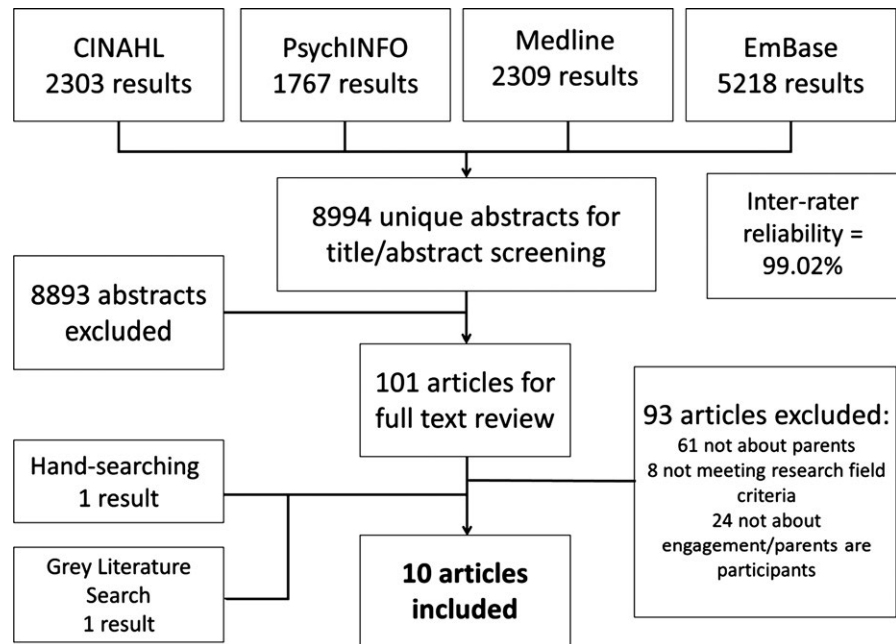 CINAHL
2303 results
PsychINFO
1767 results
Medline
2309 results
EmBase
5218 results
8994 unique abstracts for
title/abstract screening
Inter-rater
reliability =
99.02%
8893 abstracts
excluded
101 articles for
full text review
93 articles excluded:
61 not about parents
8 not meeting research field
criteria
24 not about
engagement/parents are
participants
Hand-searching
1 result
Grey Literature
Search
1 result
10 articles
included